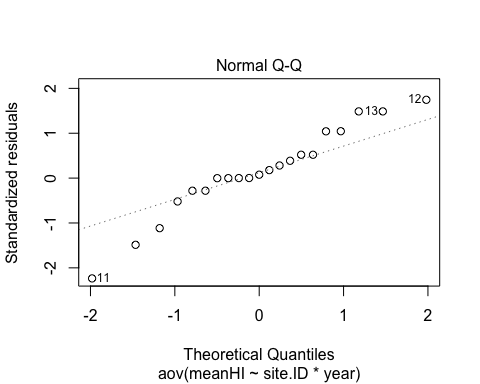 Normal Q-Q
Standardized residuals
2
1
0
-1
-2
12
13
11
-2 -1 0 1 2
Theoretical Quantiles
aov(meanHI ~ site.ID * year)